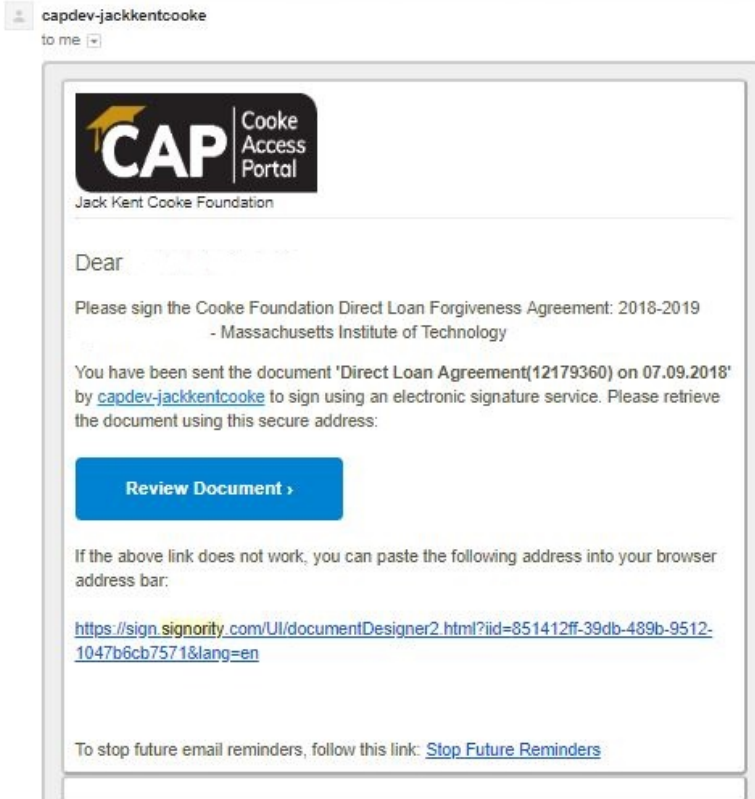 capdev-jackkentcooke
to me
CAP
Cooke
Access
Portal
Jack Kent Cooke Foundation
Dear
Please sign the Cooke Foundation Direct Loan Forgiveness Agreement: 2018-2019
- Massachusetts Institute of Technology
You have been sent the document 'Direct Loan Agreement(12179360) on 07.09.2018'
by capdev-jackkentcooke to sign using an electronic signature service. Please retrieve
the document using this secure address:
Review Document ›
If the above link does not work, you can paste the following address into your browser
address bar:
https://sign.signority.com/UI/documentDesigner2.html?iid=851412ff-39db-489b-9512-
1047b6cb7571&lang=en
To stop future email reminders, follow this link: Stop Future Reminders